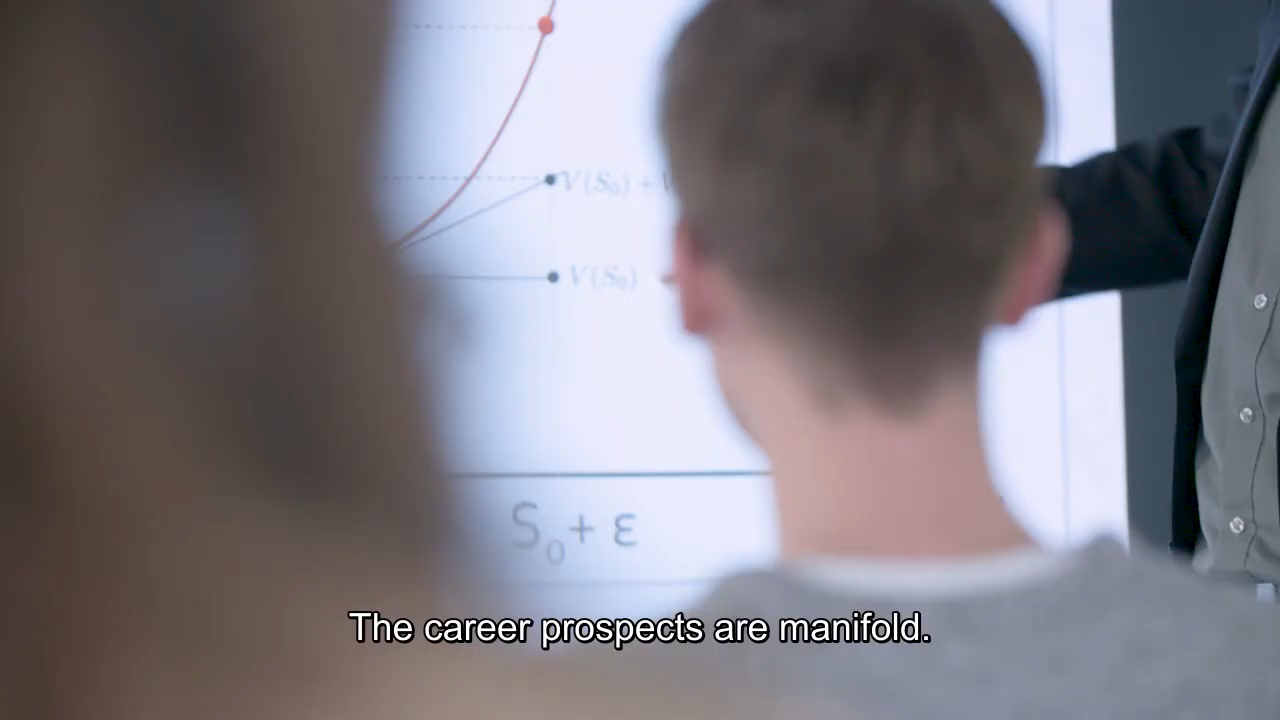 V(S₀) +
V(S₀)
S₀ + ε
The career prospects are manifold.